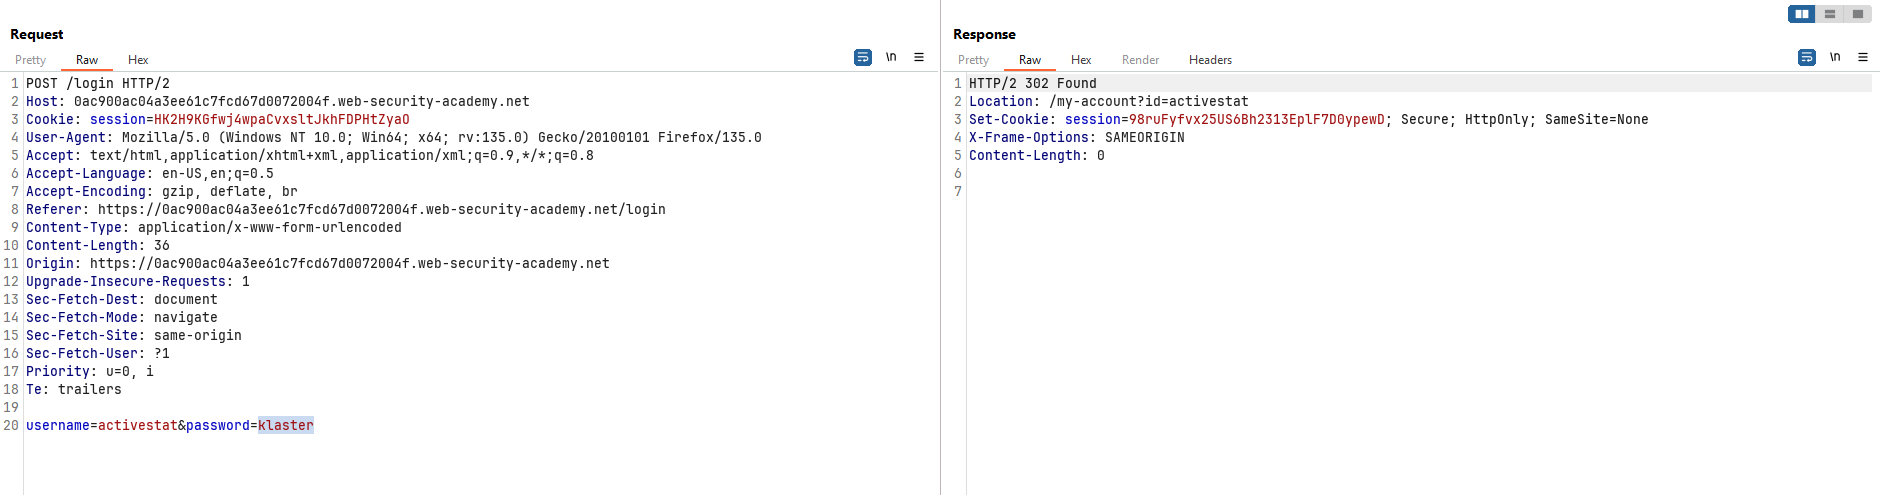 Request
Pretty Raw Hex \n
1 POST /login HTTP/2
2 Host: 0ac900ac04a3ee61c7fcd67d0072004f.web-security-academy.net
3 Cookie: session=HK2H9KGfwj4wpaCvxsltJkhFDPHtZyaO
4 User-Agent: Mozilla/5.0 (Windows NT 10.0; Win64; x64; rv:135.0) Gecko/20100101 Firefox/135.0
5 Accept: text/html,application/xhtml+xml,application/xml;q=0.9,*/*;q=0.8
6 Accept-Language: en-US,en;q=0.5
7 Accept-Encoding: gzip, deflate, br
8 Referer: https://0ac900ac04a3ee61c7fcd67d0072004f.web-security-academy.net/login
9 Content-Type: application/x-www-form-urlencoded
10 Content-Length: 36
11 Origin: https://0ac900ac04a3ee61c7fcd67d0072004f.web-security-academy.net
12 Upgrade-Insecure-Requests: 1
13 Sec-Fetch-Dest: document
14 Sec-Fetch-Mode: navigate
15 Sec-Fetch-Site: same-origin
16 Sec-Fetch-User: ?1
17 Priority: u=0, i
18 Te: trailers
19
20 username=activestat&password=klaster
Response
Pretty Raw Hex Render Headers \n
1 HTTP/2 302 Found
2 Location: /my-account?id=activestat
3 Set-Cookie: session=98ruFyfvx25US6Bh2313EplF7D0ypewD; Secure; HttpOnly; SameSite=None
4 X-Frame-Options: SAMEORIGIN
5 Content-Length: 0
6
7